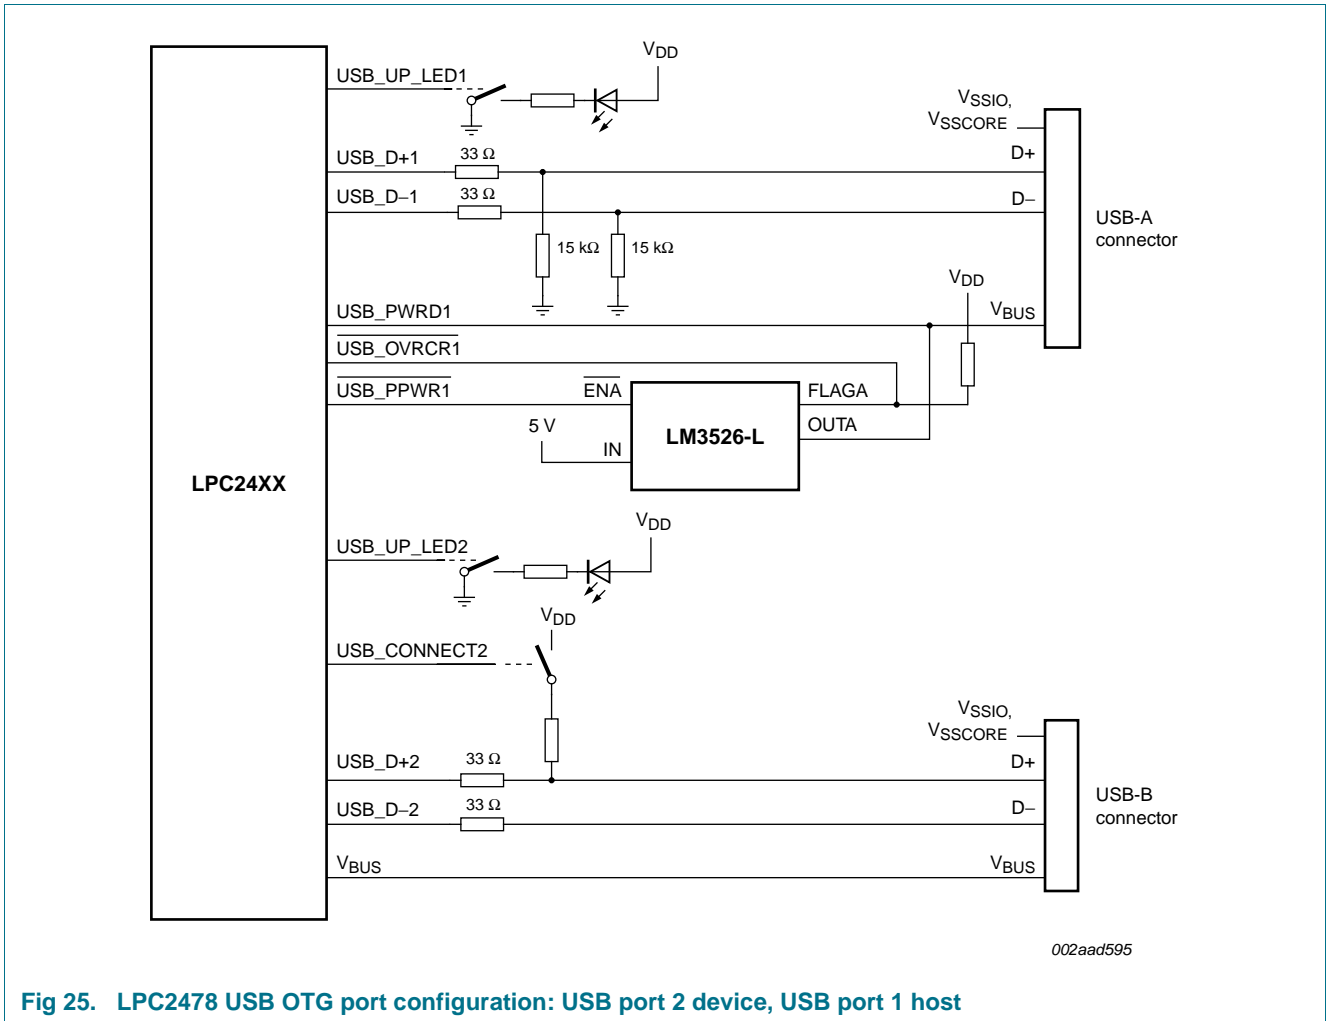 VDD
USB_UP_LED1
VSSIO,
VSSCORE
USB_D+1
33 Ω
D+
USB_D−1
33 Ω
D−
USB-A
connector
15 kΩ
15 kΩ
VDD
USB_PWRD1
VBUS
USB_OVRCR1
USB_PPWR1
ENA
FLAGA
5 V
OUTA
LM3526-L
IN
LPC24XX
VDD
USB_UP_LED2
VDD
USB_CONNECT2
VSSIO,
VSSCORE
USB_D+2
33 Ω
D+
USB_D−2
33 Ω
D−
USB-B
connector
VBUS
VBUS
002aad595
Fig 25. LPC2478 USB OTG port configuration: USB port 2 device, USB port 1 host